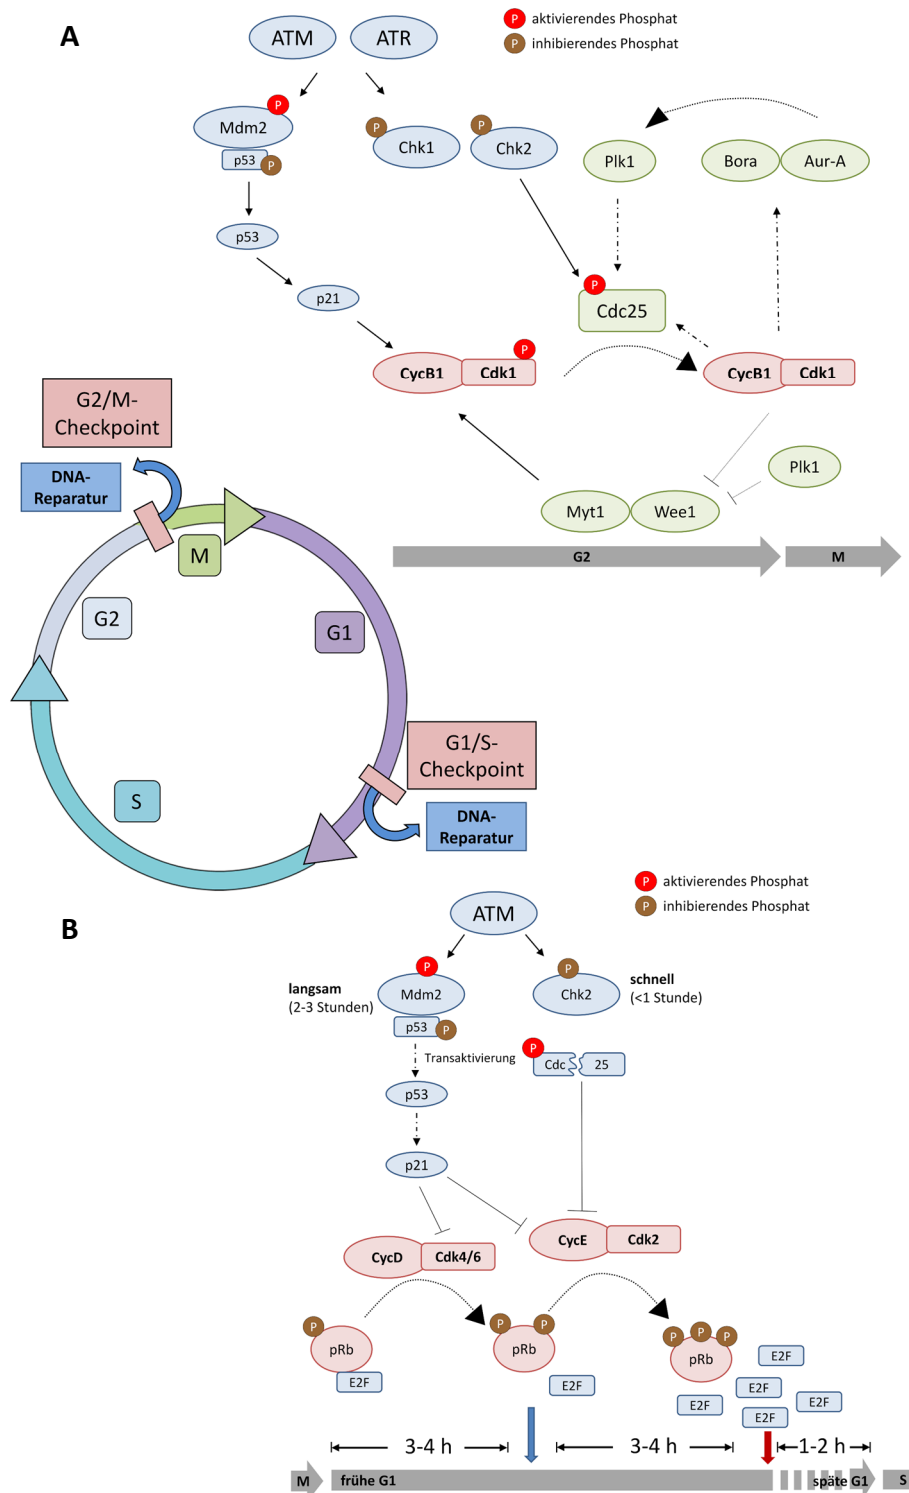 A
P aktivierendes Phosphat
P inhibierendes Phosphat
ATM
ATR
P
Mdm2
p53
P
P
Chk1
P
Chk2
Plk1
Bora
Aur-A
p53
p21
P
Cdc25
P
CycB1
Cdk1
CycB1
Cdk1
Plk1
Myt1
Wee1
G2
M
G2/M-
Checkpoint
DNA-
Reparatur
M
G2
G1
S
G1/S-
Checkpoint
DNA-
Reparatur
B
P aktivierendes Phosphat
P inhibierendes Phosphat
ATM
langsam
(2-3 Stunden)
P
Mdm2
p53
P
P
Chk2
schnell
(<1 Stunde)
Transaktivierung
P
Cdc
25
p53
p21
CycD
Cdk4/6
CycE
Cdk2
P
pRb
E2F
P
P
pRb
E2F
P
P
P
pRb
E2F
E2F
E2F
E2F
E2F
3-4 h
3-4 h
1-2 h
M
frühe G1
späte G1
S